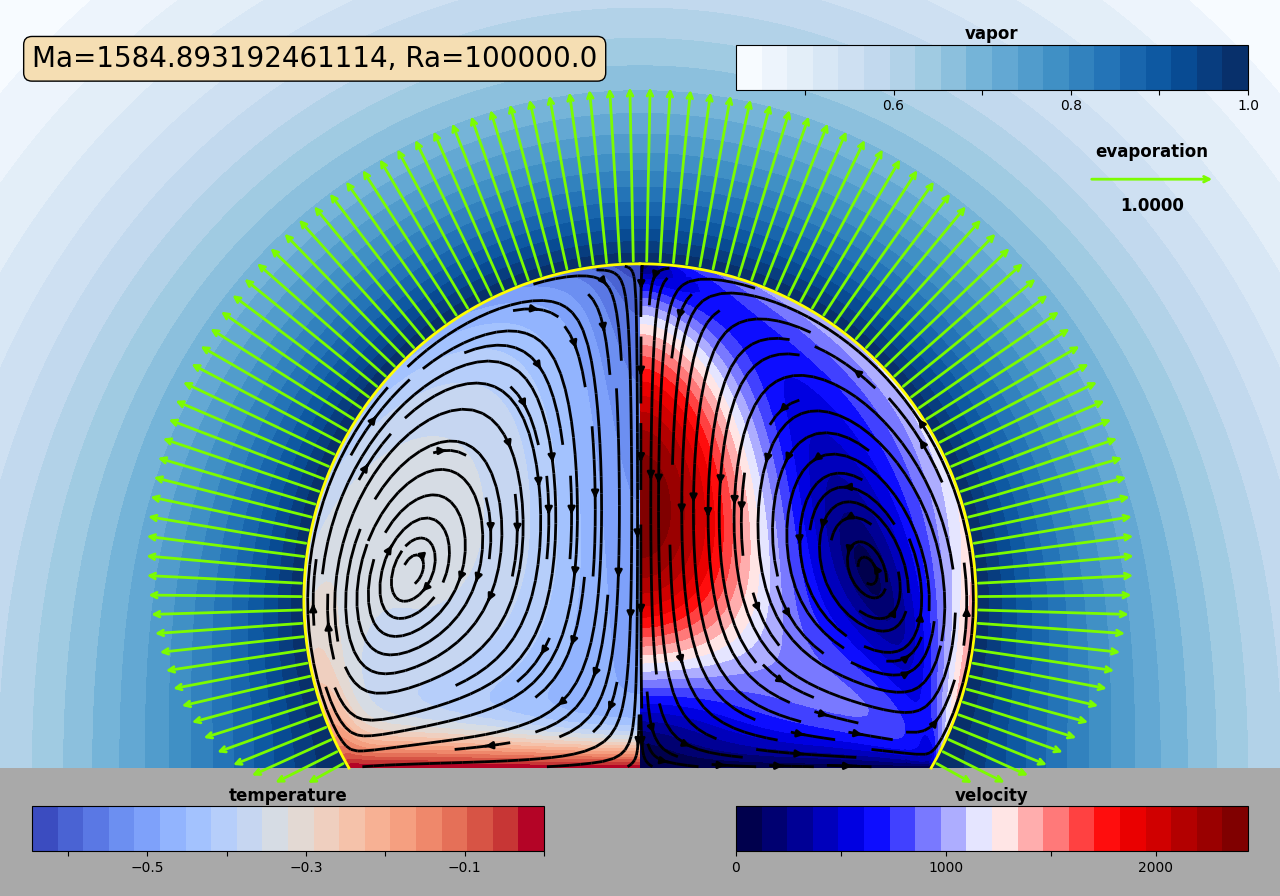 Ma=1584.893192461114, Ra=100000.0
vapor
0.6 0.8 1.0
evaporation
1.0000
temperature
−0.5 −0.3 −0.1
velocity
0 1000 2000